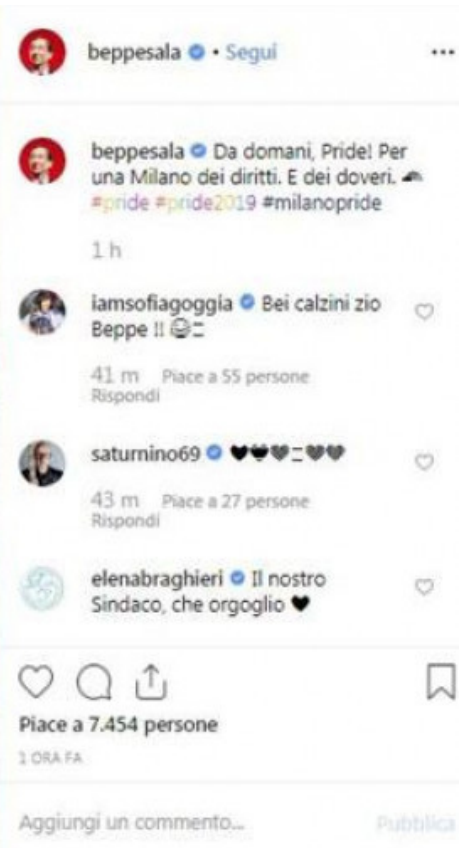 beppesala • Segui
beppesala Da domani, Pride! Per
una Milano dei diritti. E dei doveri.
#pride #pride2019 #milanopride
1 h
iamsofiagoggia Bei calzini zio
Beppe !! 😂
41 m Piace a 55 persone
Rispondi
saturnino69 🖤🖤🖤🖤🖤
43 m Piace a 27 persone
Rispondi
elenabraghieri Il nostro
Sindaco, che orgoglio 🖤
Piace a 7.454 persone
1 ORA FA
Aggiungi un commento... Pubblica